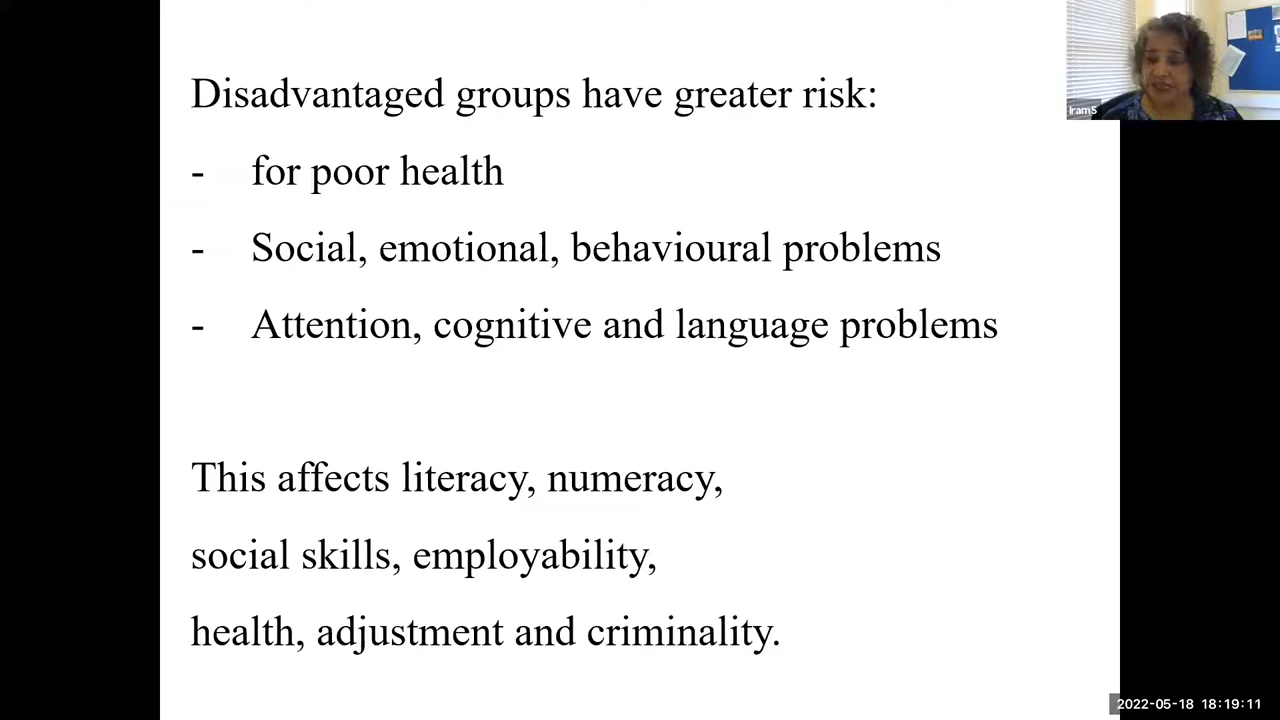 Disadvantaged groups have greater risk:
- for poor health
- Social, emotional, behavioural problems
- Attention, cognitive and language problems
This affects literacy, numeracy,
social skills, employability,
health, adjustment and criminality.
Iram S
2022-05-18 18:19:11